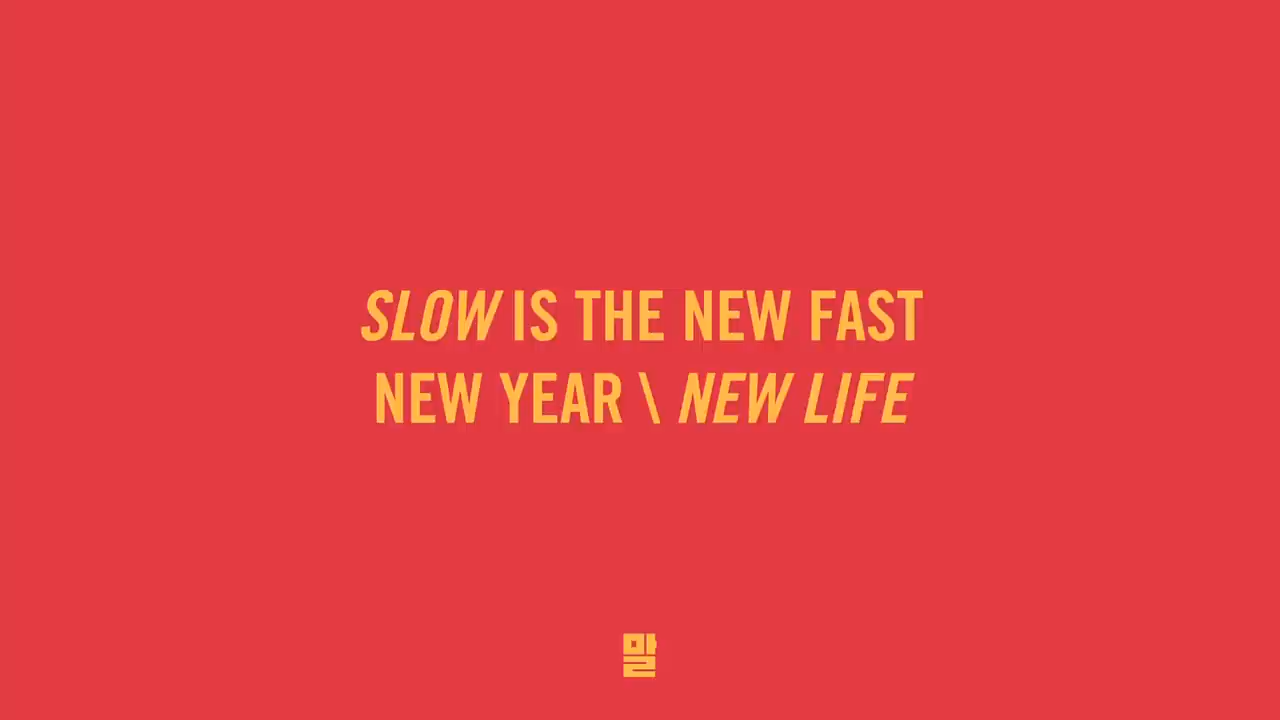 SLOW IS THE NEW FAST
NEW YEAR \ NEW LIFE
말